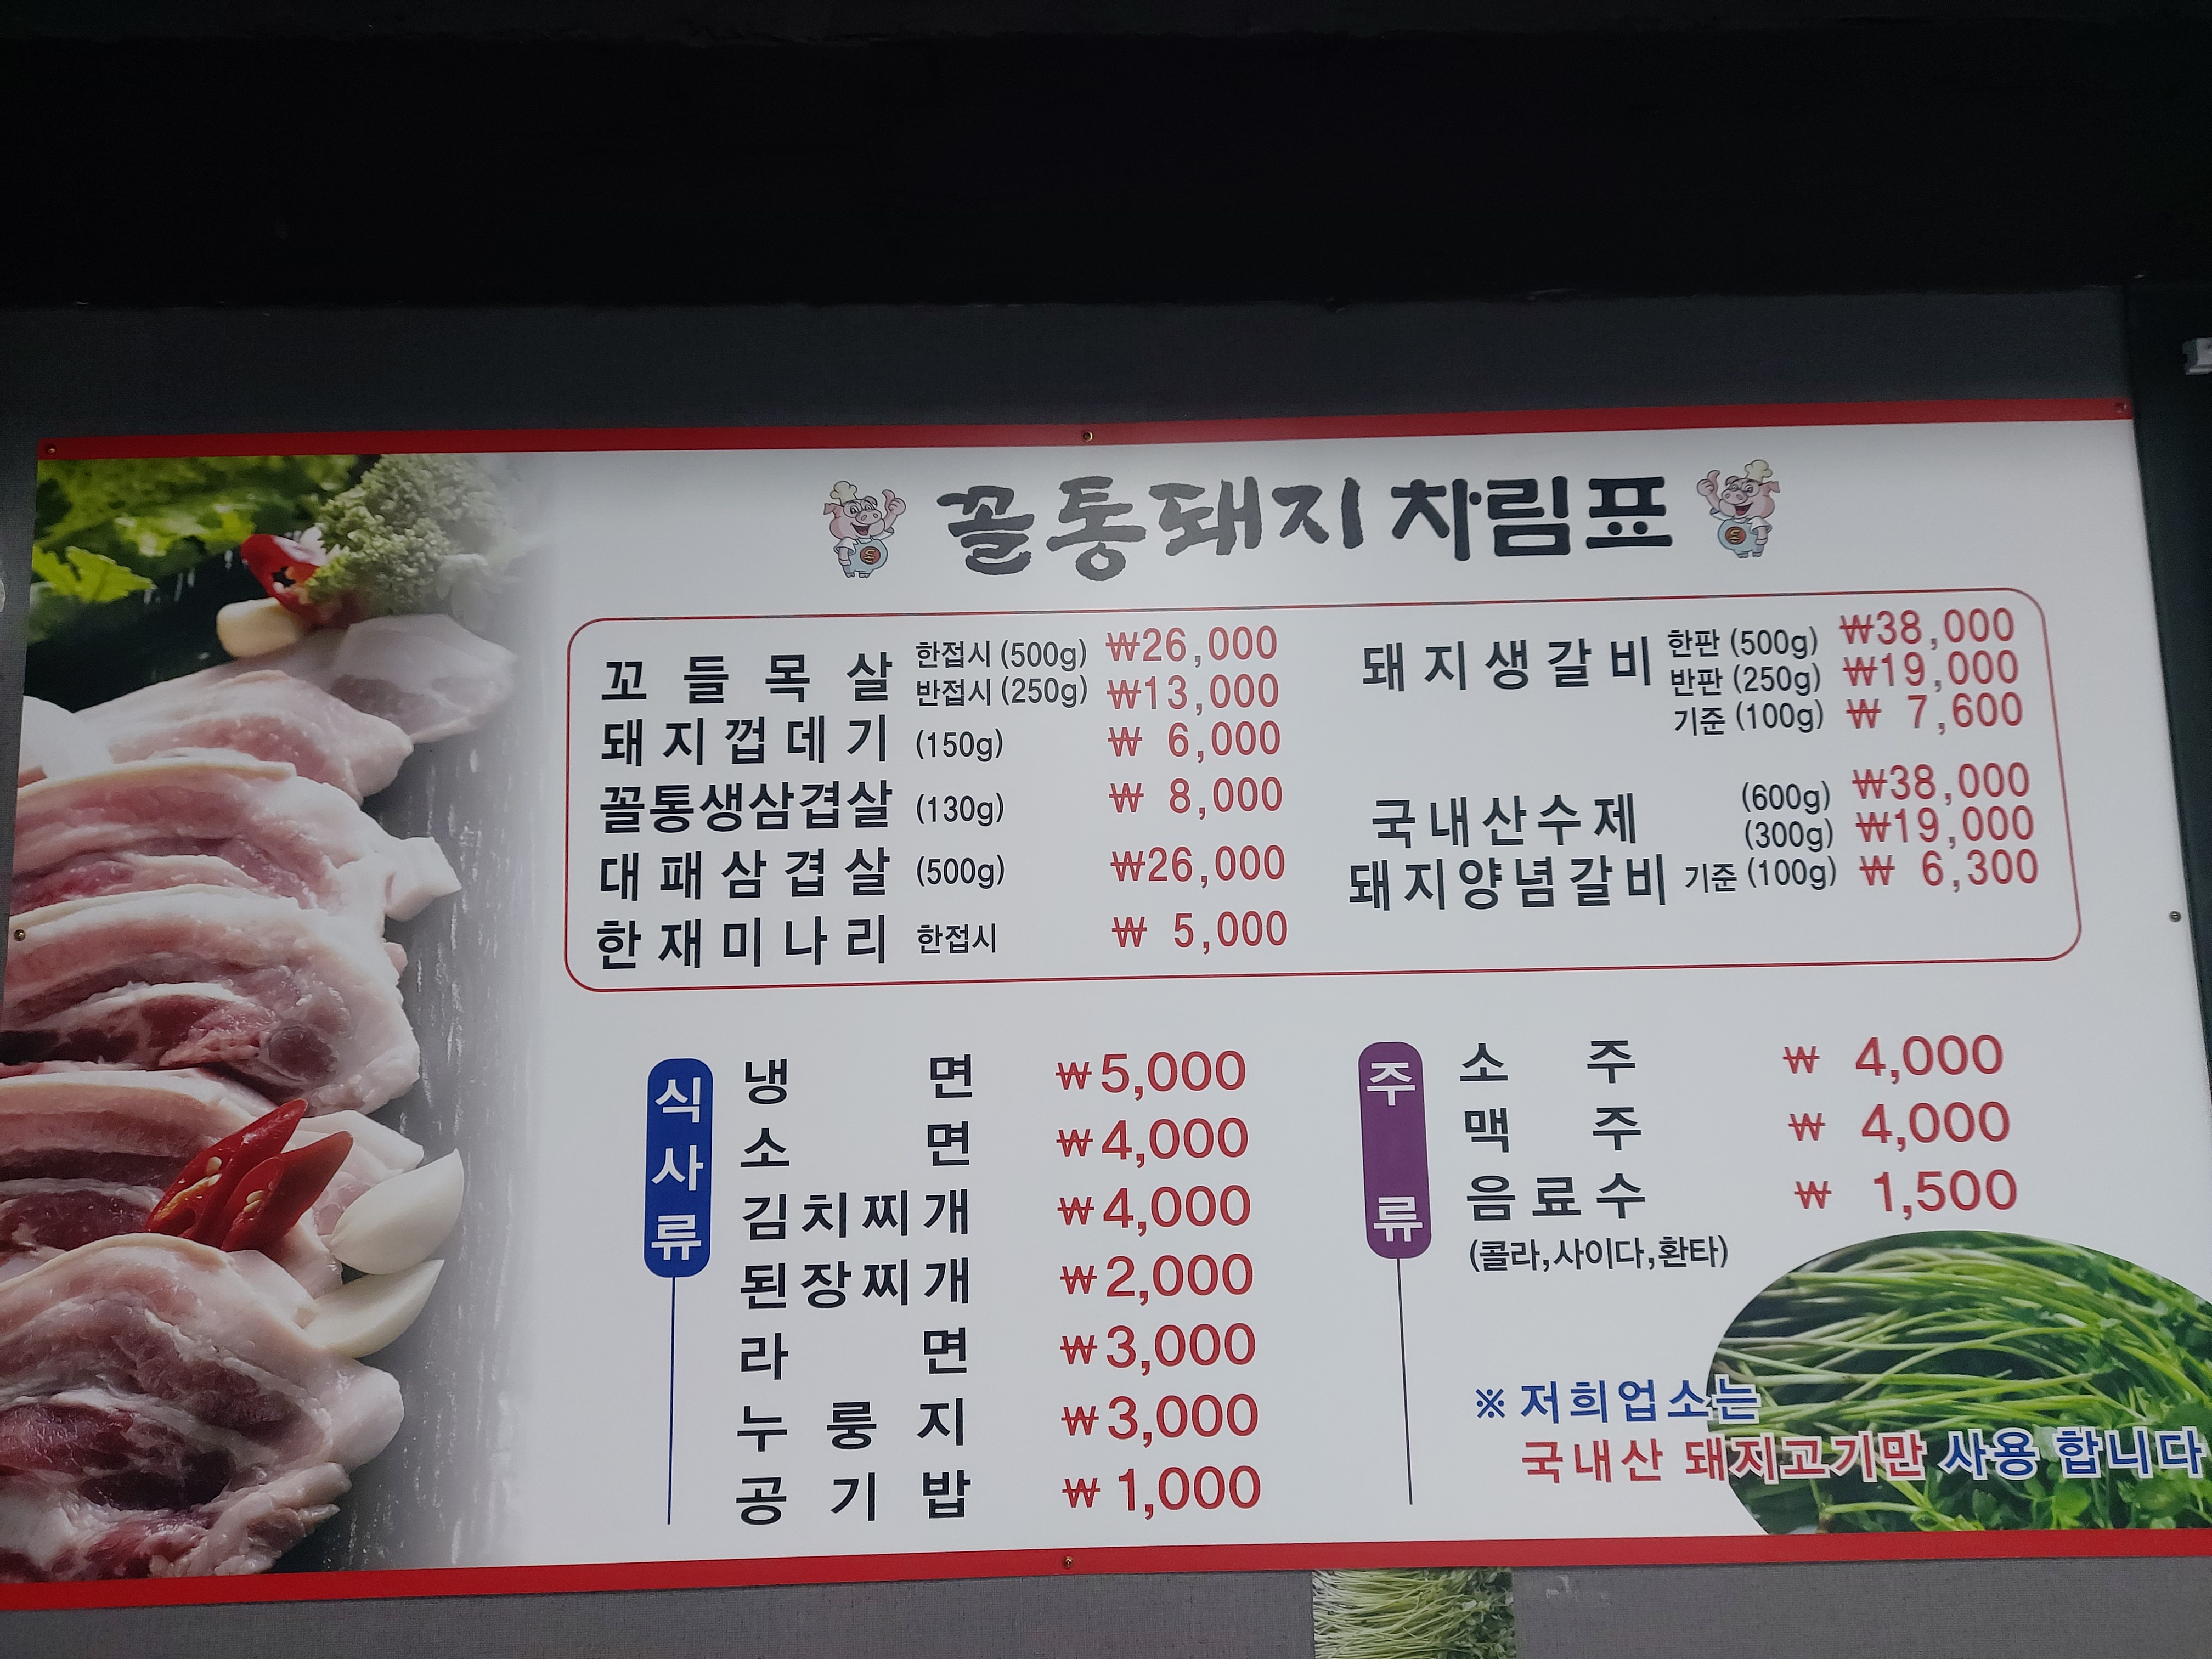 꼴통돼지 차림표
꼬들목살 한접시 (500g) ₩26,000
반접시 (250g) ₩13,000
돼지껍데기 (150g) ₩ 6,000
꼴통생삼겹살 (130g) ₩ 8,000
대패삼겹살 (500g) ₩26,000
한재미나리 한접시 ₩ 5,000
돼지생갈비 한판 (500g) ₩38,000
반판 (250g) ₩19,000
기준 (100g) ₩ 7,600
국내산수제 (600g) ₩38,000
(300g) ₩19,000
돼지양념갈비 기준 (100g) ₩ 6,300
식사류
냉면 ₩5,000
소면 ₩4,000
김치찌개 ₩4,000
된장찌개 ₩2,000
라면 ₩3,000
누룽지 ₩3,000
공기밥 ₩1,000
주류
소주 ₩ 4,000
맥주 ₩ 4,000
음료수 ₩ 1,500
(콜라,사이다,환타)
※ 저희업소는
국내산 돼지고기만 사용 합니다